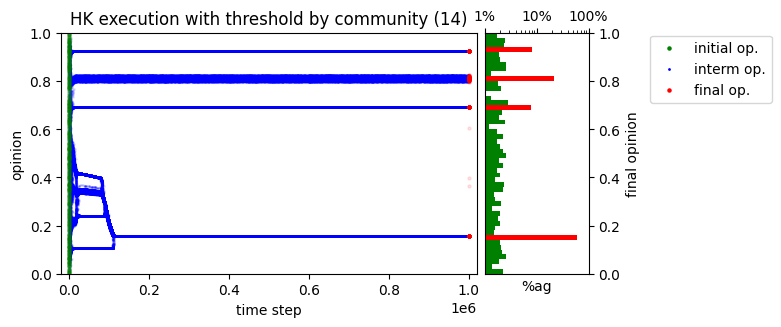 HK execution with threshold by community (14)
1% 10% 100%
1.0
0.8
0.6
0.4
0.2
0.0
opinion
0.0 0.2 0.4 0.6 0.8 1.0
1e6
time step
%ag
1.0
0.8
0.6
0.4
0.2
0.0
final opinion
initial op.
interm op.
final op.